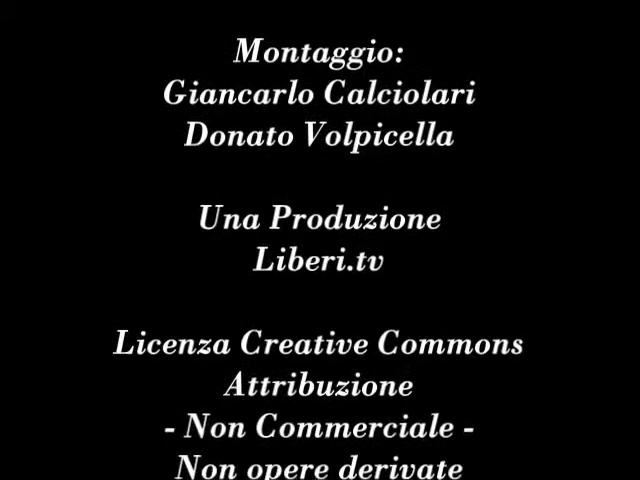 Montaggio:
Giancarlo Calciolari
Donato Volpicella
Una Produzione
Liberi.tv
Licenza Creative Commons
Attribuzione
- Non Commerciale -
Non opere derivate